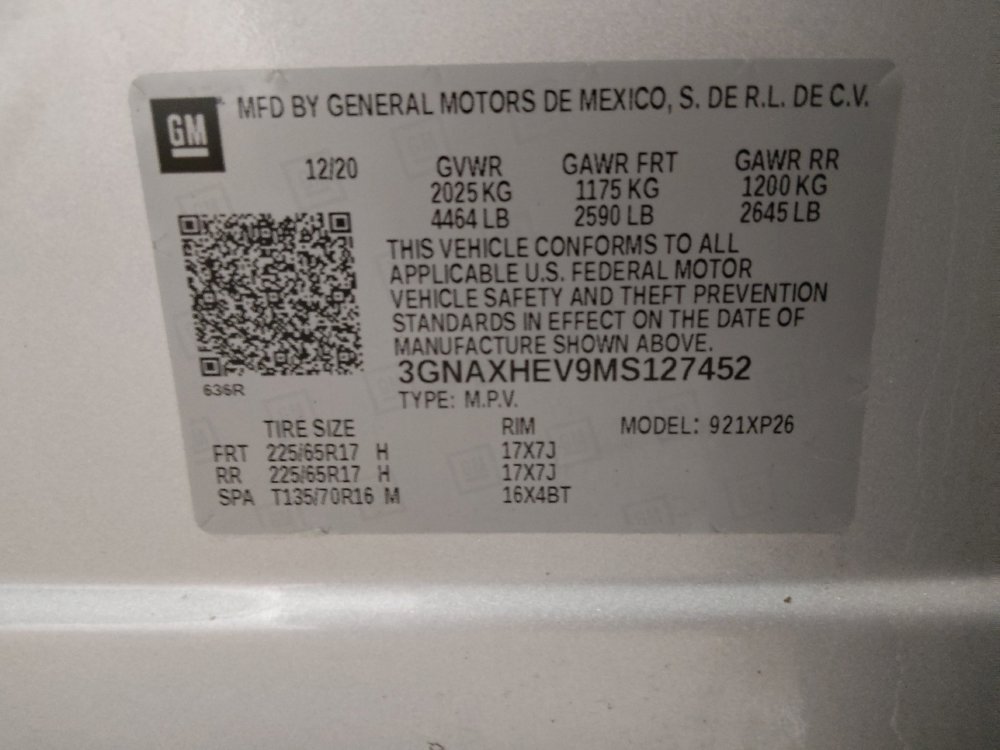 GM
MFD BY GENERAL MOTORS DE MEXICO, S. DE R.L. DE C.V.
12/20 GVWR GAWR FRT GAWR RR
2025 KG 1175 KG 1200 KG
4464 LB 2590 LB 2645 LB
THIS VEHICLE CONFORMS TO ALL
APPLICABLE U.S. FEDERAL MOTOR
VEHICLE SAFETY AND THEFT PREVENTION
STANDARDS IN EFFECT ON THE DATE OF
MANUFACTURE SHOWN ABOVE.
3GNAXHEV9MS127452
636R
TYPE: M.P.V.
TIRE SIZE RIM MODEL: 921XP26
FRT 225/65R17 H 17X7J
RR 225/65R17 H 17X7J
SPA T135/70R16 M 16X4BT